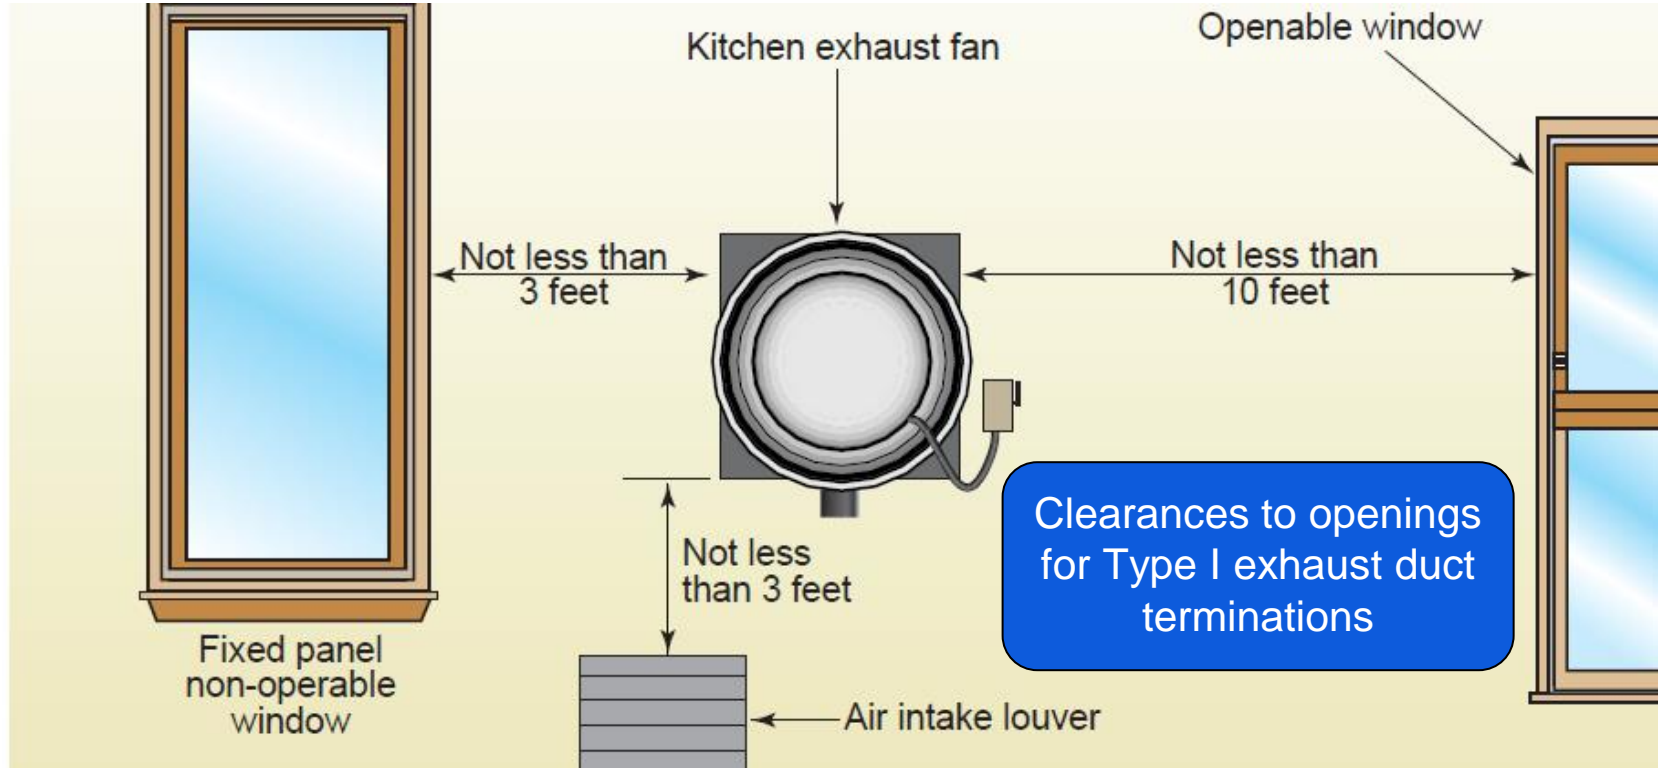 Openable window
Kitchen exhaust fan
Not less than
3 feet
Not less than
10 feet
Not less
than 3 feet
Clearances to openings
for Type I exhaust duct
terminations
Fixed panel
non-operable
window
Air intake louver